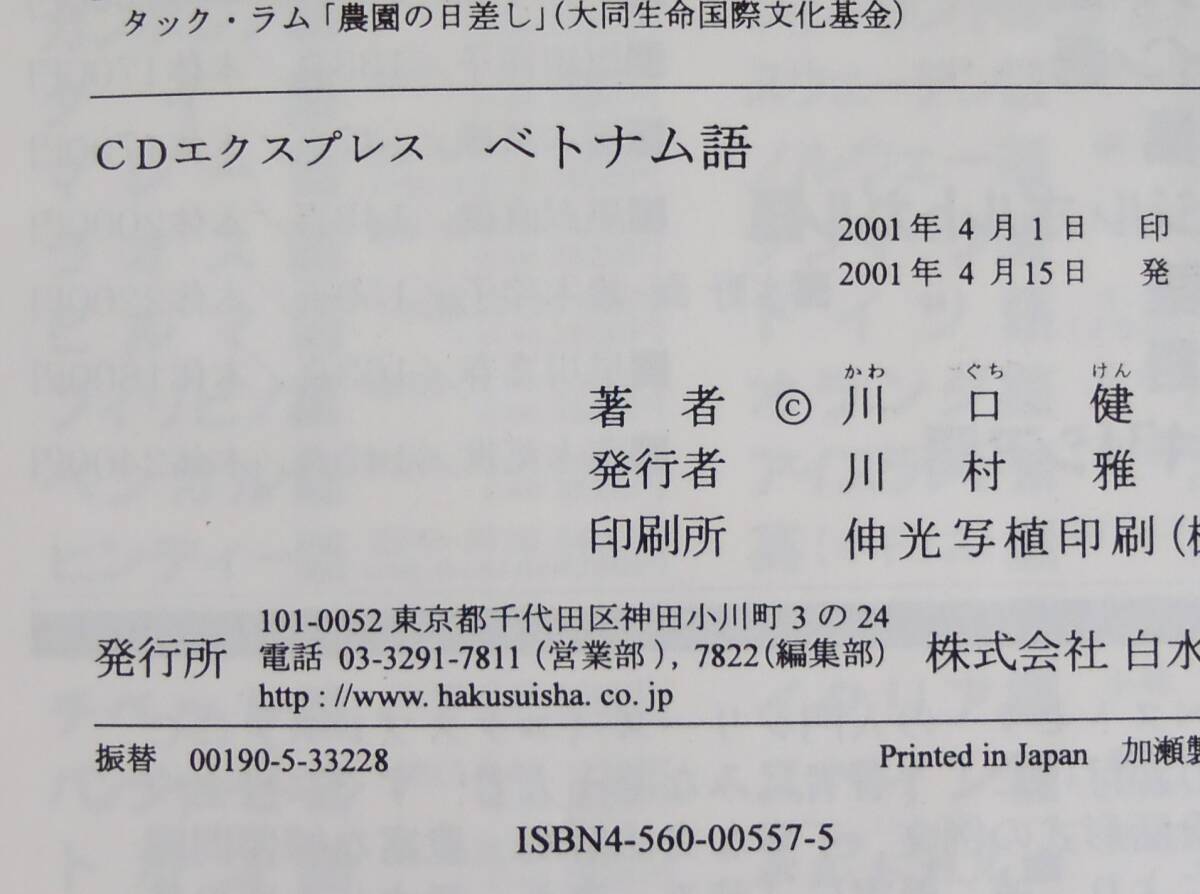 タック・ラム「農園の日差し」(大同生命国際文化基金)
CDエクスプレス　ベトナム語
2001年 4 月 1 日　印
2001年 4 月 15日　発
かわ　ぐち　けん
著　者　© 川　口　健
発行者　川　村　雅
印刷所　伸光写植印刷(
101-0052 東京都千代田区神田小川町 3 の 24
発行所　電話 03-3291-7811 (営業部), 7822(編集部)　株式会社 白水
http : //www. hakusuisha. co. jp
振替　00190-5-33228　Printed in Japan　加瀬製
ISBN4-560-00557-5